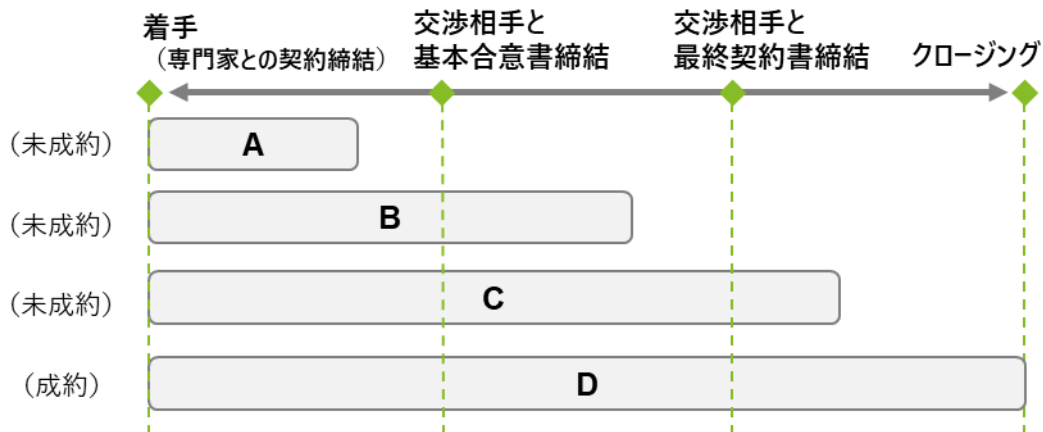 着手
（専門家との契約締結）
交渉相手と
基本合意書締結
交渉相手と
最終契約書締結
クロージング
（未成約）
A
（未成約）
B
（未成約）
C
（成約）
D